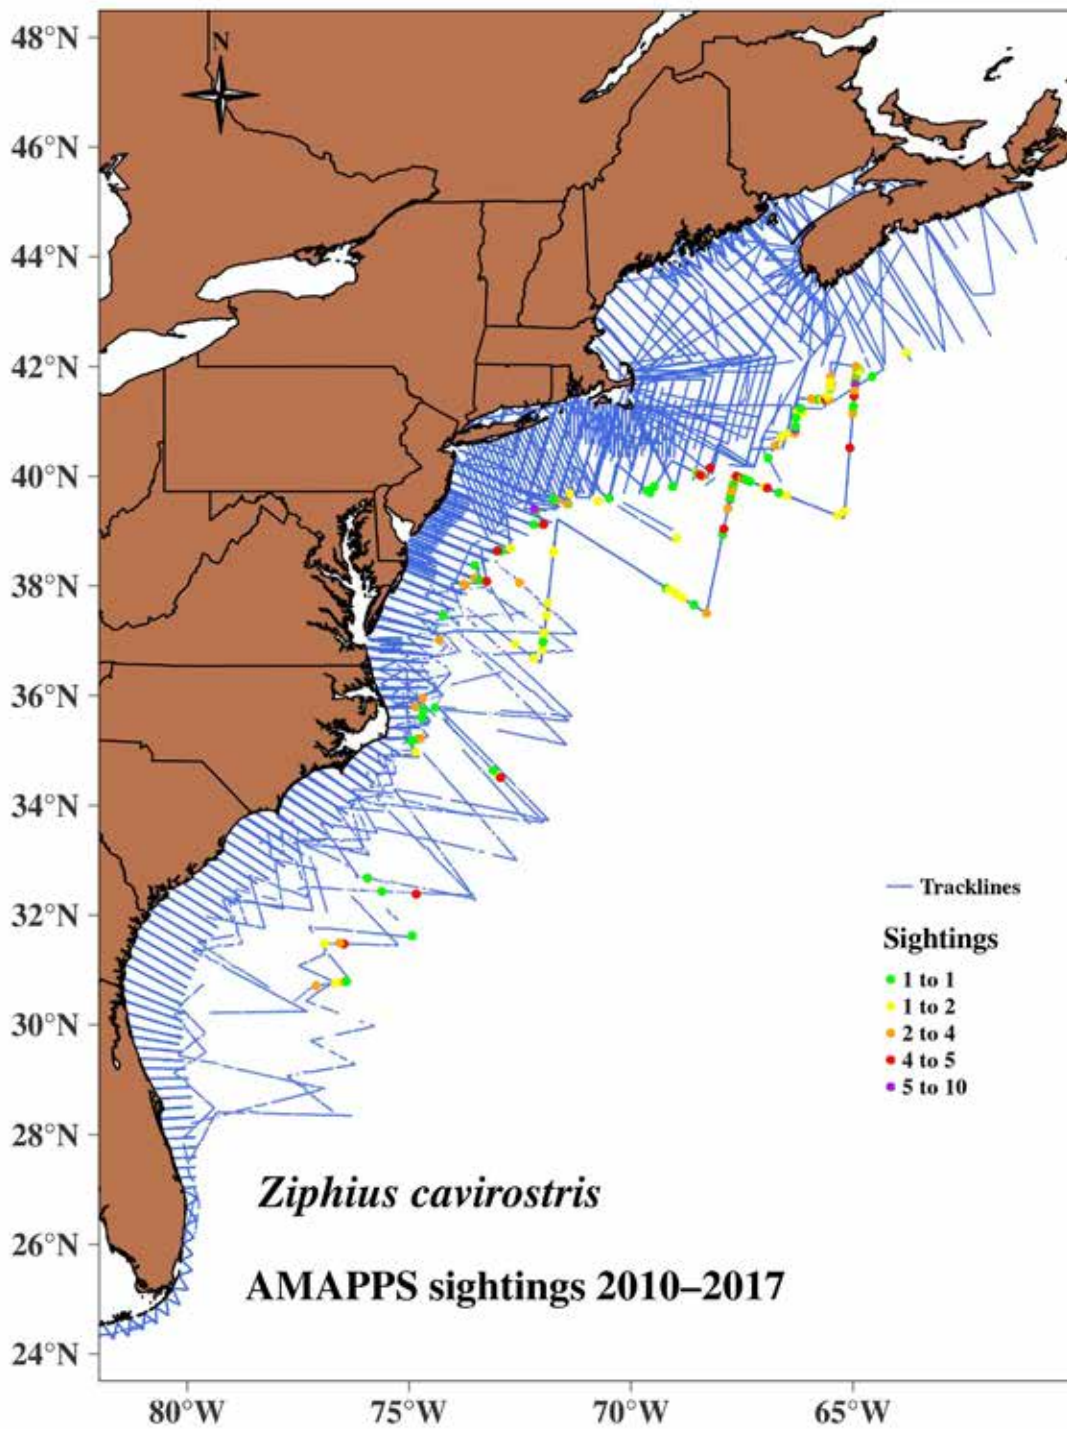 48°N
N
46°N
44°N
42°N
40°N
38°N
36°N
34°N
Tracklines
32°N
Sightings
1 to 1
1 to 2
30°N
2 to 4
4 to 5
5 to 10
28°N
Ziphius cavirostris
26°N
AMAPPS sightings 2010–2017
24°N
80°W 75°W 70°W 65°W